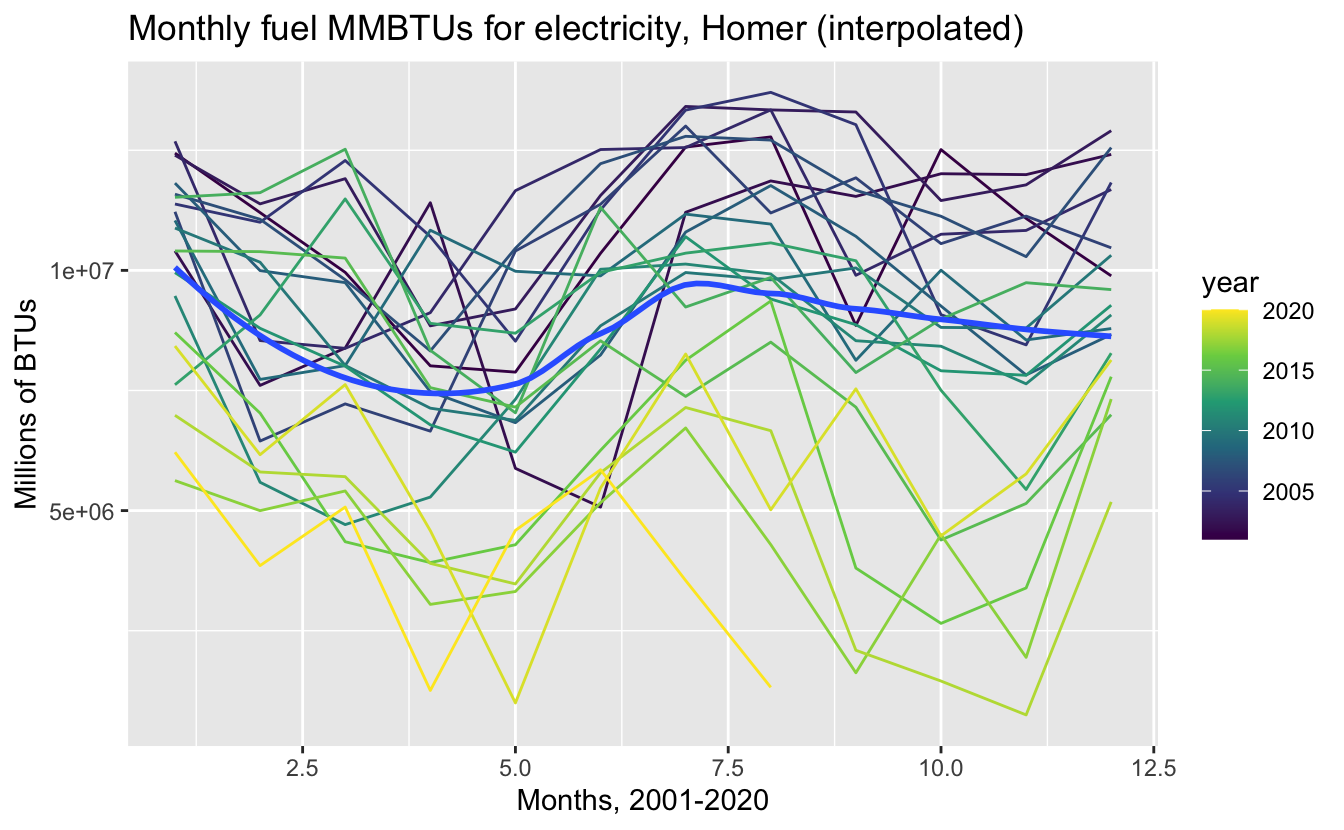 Monthly fuel MMBTUs for electricity, Homer (interpolated)
Millions of BTUs
1e+07
5e+06
2.5 5.0 7.5 10.0 12.5
Months, 2001-2020
year
2020
2015
2010
2005